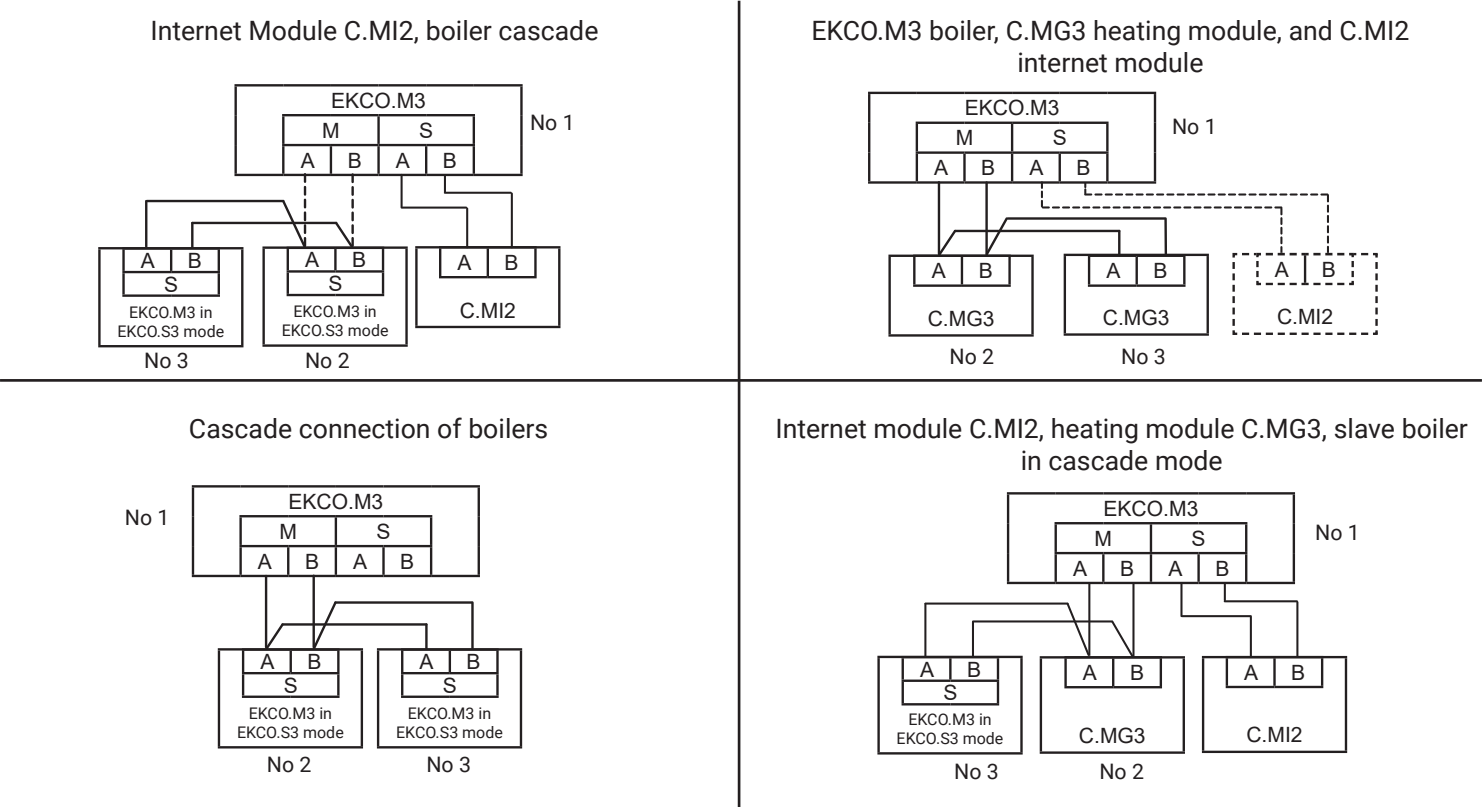 Internet Module C.MI2, boiler cascade
EKCO.M3
No 1
M S
A B A B
A B
S
EKCO.M3 in
EKCO.S3 mode
No 3
A B
S
EKCO.M3 in
EKCO.S3 mode
No 2
A B
C.MI2
EKCO.M3 boiler, C.MG3 heating module, and C.MI2
internet module
EKCO.M3
No 1
M S
A B A B
A B
C.MG3
No 2
A B
C.MG3
No 3
A B
C.MI2
Cascade connection of boilers
EKCO.M3
No 1
M S
A B A B
A B
S
EKCO.M3 in
EKCO.S3 mode
No 2
A B
S
EKCO.M3 in
EKCO.S3 mode
No 3
Internet module C.MI2, heating module C.MG3, slave boiler
in cascade mode
EKCO.M3
No 1
M S
A B A B
A B
S
EKCO.M3 in
EKCO.S3 mode
No 3
A B
C.MG3
No 2
A B
C.MI2